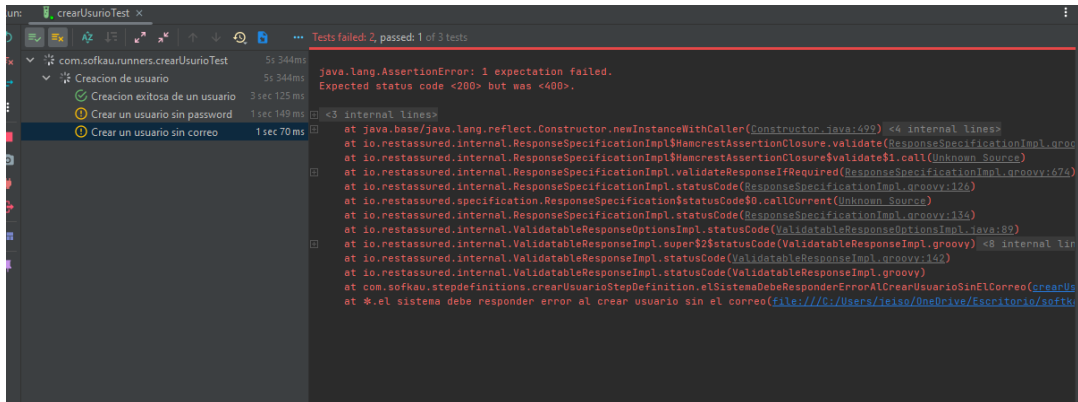 un:
crearUsurioTest ×
Tests failed: 2, passed: 1 of 3 tests
com.sofkau.runners.crearUsurioTest 5 s 344 ms
Creacion de usuario 5 s 344 ms
Creacion exitosa de un usuario 3 sec 125 ms
Crear un usuario sin password 1 sec 149 ms
Crear un usuario sin correo 1 sec 70 ms
java.lang.AssertionError: 1 expectation failed.
Expected status code <200> but was <400>.
<3 internal lines>
at java.base/java.lang.reflect.Constructor.newInstanceWithCaller(Constructor.java:499) <4 internal lines>
at io.restassured.internal.ResponseSpecificationImpl$HamcrestAssertionClosure.validate(ResponseSpecificationImpl.groo
at io.restassured.internal.ResponseSpecificationImpl$HamcrestAssertionClosure$validate$1.call(Unknown Source)
at io.restassured.internal.ResponseSpecificationImpl.validateResponseIfRequired(ResponseSpecificationImpl.groovy:674)
at io.restassured.internal.ResponseSpecificationImpl.statusCode(ResponseSpecificationImpl.groovy:126)
at io.restassured.specification.ResponseSpecification$statusCode$0.callCurrent(Unknown Source)
at io.restassured.internal.ResponseSpecificationImpl.statusCode(ResponseSpecificationImpl.groovy:134)
at io.restassured.internal.ValidatableResponseOptionsImpl.statusCode(ValidatableResponseOptionsImpl.java:89)
at io.restassured.internal.ValidatableResponseImpl.super$2$statusCode(ValidatableResponseImpl.groovy) <8 internal lin
at io.restassured.internal.ValidatableResponseImpl.statusCode(ValidatableResponseImpl.groovy:142)
at io.restassured.internal.ValidatableResponseImpl.statusCode(ValidatableResponseImpl.groovy)
at com.sofkau.stepdefinitions.crearUsuarioStepDefinition.elSistemaDebeResponderErrorAlCrearUsuarioSinElCorreo(crearUs
at ✽.el sistema debe responder error al crear usuario sin el correo(file:///C:/Users/jeiso/OneDrive/Escritorio/softka